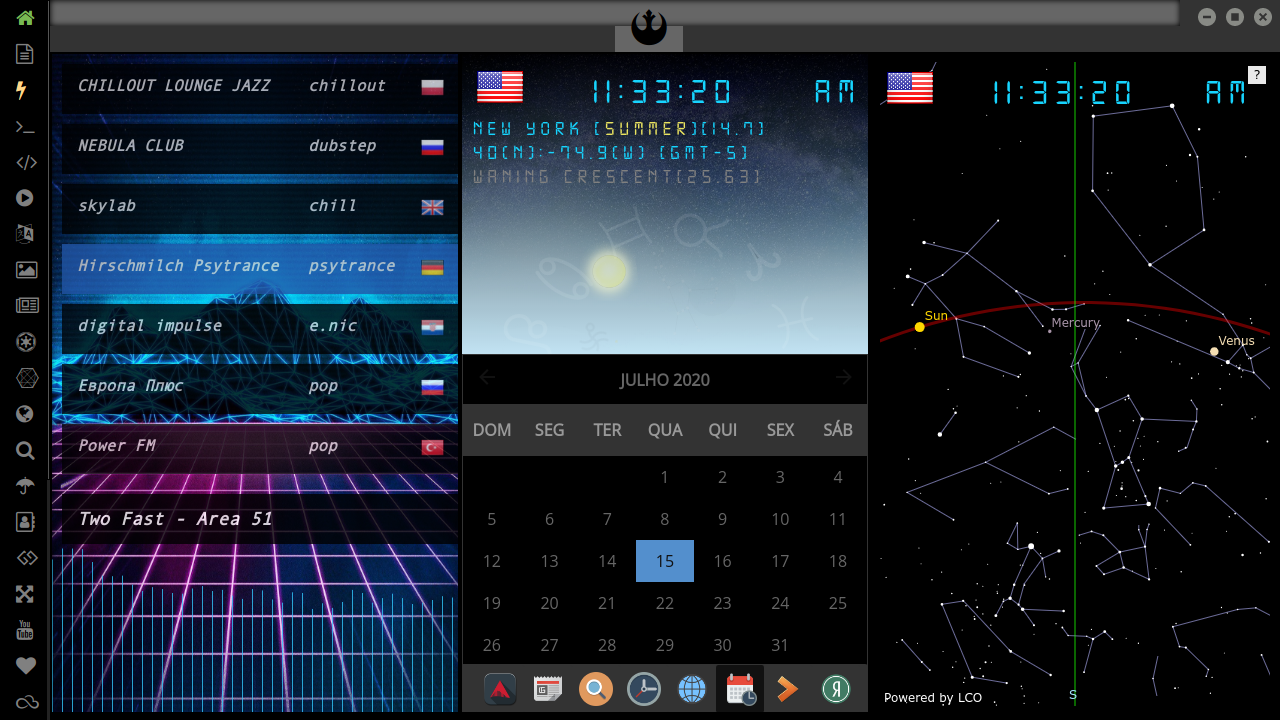 CHILLOUT LOUNGE JAZZ chillout
NEBULA CLUB dubstep
skylab chill
Hirschmilch Psytrance psytrance
digital impulse e.nic
Европа Плюс pop
Power FM pop
Two Fast - Area 51
11:33:20 AM
NEW YORK [SUMMER][14.7]
40(N):-74.9(W) [GMT-5]
WANING CRESCENT[25.63]
JULHO 2020
DOM SEG TER QUA QUI SEX SÁB
1 2 3 4
5 6 7 8 9 10 11
12 13 14 15 16 17 18
19 20 21 22 23 24 25
26 27 28 29 30 31
11:33:20 AM
?
Sun
Mercury
Venus
Powered by LCO
S
You
Tube
Я